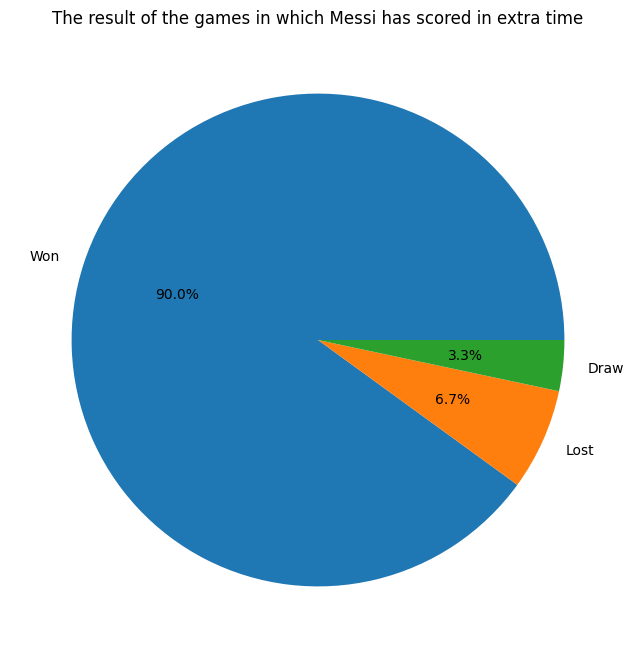 The result of the games in which Messi has scored in extra time
Won
90.0%
3.3%
Draw
6.7%
Lost